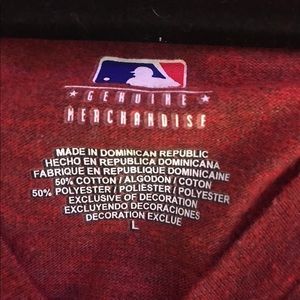 GENUINE
MERCHANDISE
MADE IN DOMINICAN REPUBLIC
HECHO EN REPUBLICA DOMINICANA
FABRIQUE EN REPUBLIQUE DOMINICAINE
50% COTTON / ALGODON / COTON
50% POLYESTER / POLIESTER / POLYESTER
EXCLUSIVE OF DECORATION
EXCLUYENDO DECORACIONES
DECORATION EXCLUE
L